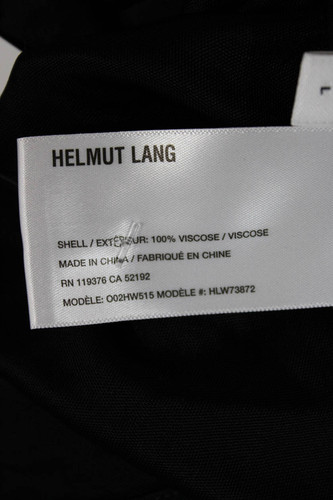 HELMUT LANG
SHELL / EXTÉRIEUR: 100% VISCOSE / VISCOSE
MADE IN CHINA / FABRIQUÉ EN CHINE
RN 119376 CA 52192
MODÈLE: O02HW515 MODÈLE #: HLW73872
L